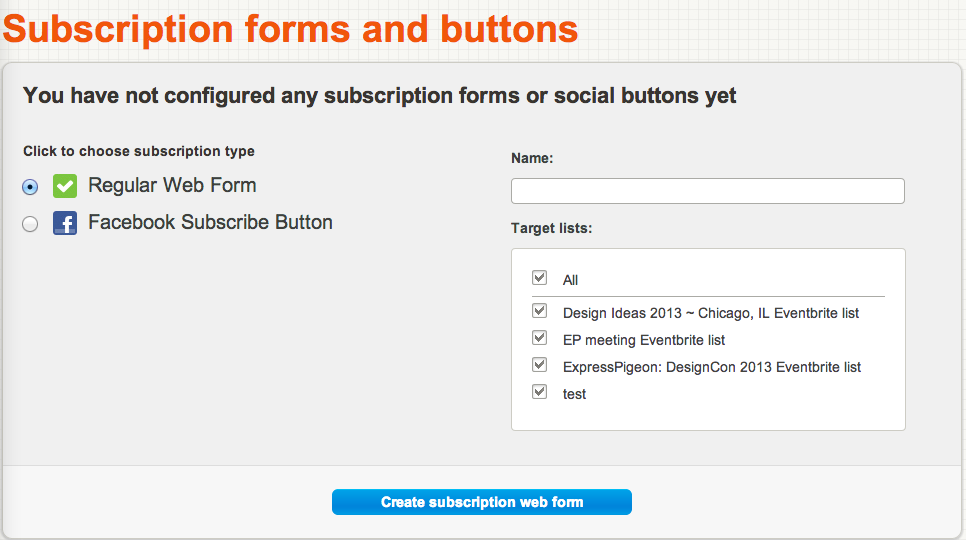 Subscription forms and buttons
You have not configured any subscription forms or social buttons yet
Click to choose subscription type
Regular Web Form
Facebook Subscribe Button
Name:
Target lists:
All
Design Ideas 2013 ~ Chicago, IL Eventbrite list
EP meeting Eventbrite list
ExpressPigeon: DesignCon 2013 Eventbrite list
test
Create subscription web form